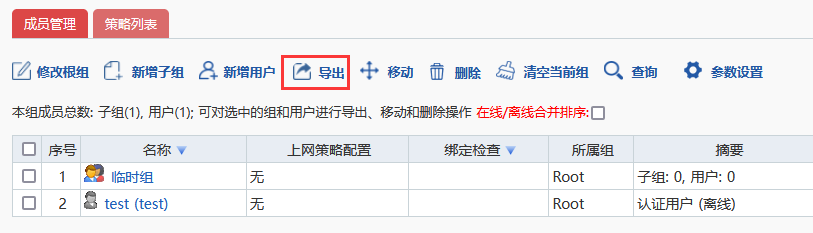 成员管理 策略列表
修改根组 新增子组 新增用户 导出 移动 删除 清空当前组 查询 参数设置
本组成员总数: 子组(1), 用户(1); 可对选中的组和用户进行导出、移动和删除操作 在线/离线合并排序:
序号 名称 上网策略配置 绑定检查 所属组 摘要
1 临时组 无 Root 子组: 0, 用户: 0
2 test (test) 无 Root 认证用户 (离线)